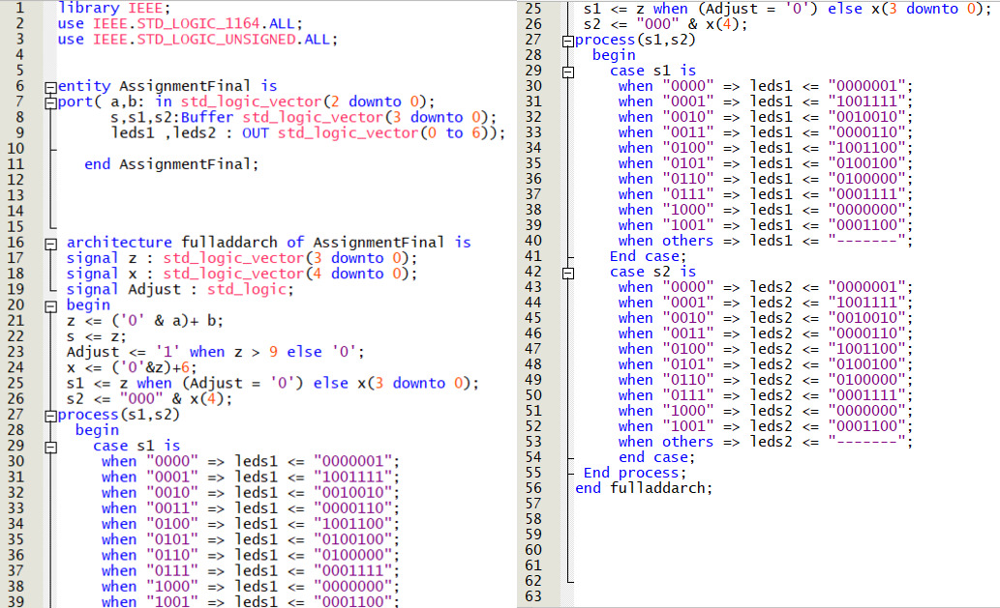 1 library IEEE;
2 use IEEE.STD_LOGIC_1164.ALL;
3 use IEEE.STD_LOGIC_UNSIGNED.ALL;
4
5
6 entity AssignmentFinal is
7 port( a,b: in std_logic_vector(2 downto 0);
8 s,s1,s2:Buffer std_logic_vector(3 downto 0);
9 leds1 ,leds2 : OUT std_logic_vector(0 to 6));
10
11 end AssignmentFinal;
12
13
14
15
16 architecture fulladdarch of AssignmentFinal is
17 signal z : std_logic_vector(3 downto 0);
18 signal x : std_logic_vector(4 downto 0);
19 signal Adjust : std_logic;
20 begin
21 z <= ('0' & a)+ b;
22 s <= z;
23 Adjust <= '1' when z > 9 else '0';
24 x <= ('0'&z)+6;
25 s1 <= z when (Adjust = '0') else x(3 downto 0);
26 s2 <= "000" & x(4);
27 process(s1,s2)
28 begin
29 case s1 is
30 when "0000" => leds1 <= "0000001";
31 when "0001" => leds1 <= "1001111";
32 when "0010" => leds1 <= "0010010";
33 when "0011" => leds1 <= "0000110";
34 when "0100" => leds1 <= "1001100";
35 when "0101" => leds1 <= "0100100";
36 when "0110" => leds1 <= "0100000";
37 when "0111" => leds1 <= "0001111";
38 when "1000" => leds1 <= "0000000";
39 when "1001" => leds1 <= "0001100";
25 s1 <= z when (Adjust = '0') else x(3 downto 0);
26 s2 <= "000" & x(4);
27 process(s1,s2)
28 begin
29 case s1 is
30 when "0000" => leds1 <= "0000001";
31 when "0001" => leds1 <= "1001111";
32 when "0010" => leds1 <= "0010010";
33 when "0011" => leds1 <= "0000110";
34 when "0100" => leds1 <= "1001100";
35 when "0101" => leds1 <= "0100100";
36 when "0110" => leds1 <= "0100000";
37 when "0111" => leds1 <= "0001111";
38 when "1000" => leds1 <= "0000000";
39 when "1001" => leds1 <= "0001100";
40 when others => leds1 <= "-------";
41 End case;
42 case s2 is
43 when "0000" => leds2 <= "0000001";
44 when "0001" => leds2 <= "1001111";
45 when "0010" => leds2 <= "0010010";
46 when "0011" => leds2 <= "0000110";
47 when "0100" => leds2 <= "1001100";
48 when "0101" => leds2 <= "0100100";
49 when "0110" => leds2 <= "0100000";
50 when "0111" => leds2 <= "0001111";
51 when "1000" => leds2 <= "0000000";
52 when "1001" => leds2 <= "0001100";
53 when others => leds2 <= "-------";
54 end case;
55 End process;
56 end fulladdarch;
57
58
59
60
61
62
63